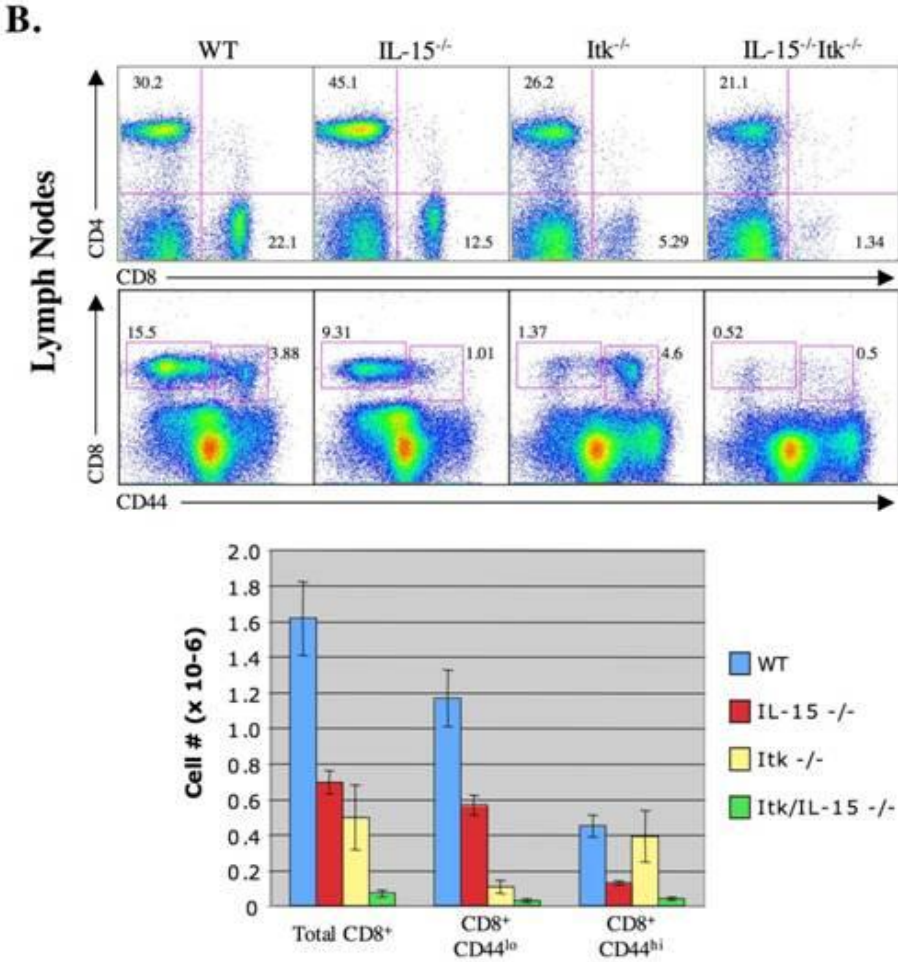 B.
WT IL-15-/- Itk-/- IL-15-/-Itk-/-
30.2 45.1 26.2 21.1
CD4
22.1 12.5 5.29 1.34
CD8
Lymph Nodes
15.5 3.88 9.31 1.01 1.37 4.6 0.52 0.5
CD8
CD44
2.0
1.8
1.6
1.4
1.2
1.0
0.8
0.6
0.4
0.2
0
Cell # (x 10-6)
Total CD8+
CD8+
CD44lo
CD8+
CD44hi
WT
IL-15 -/-
Itk -/-
Itk/IL-15 -/-